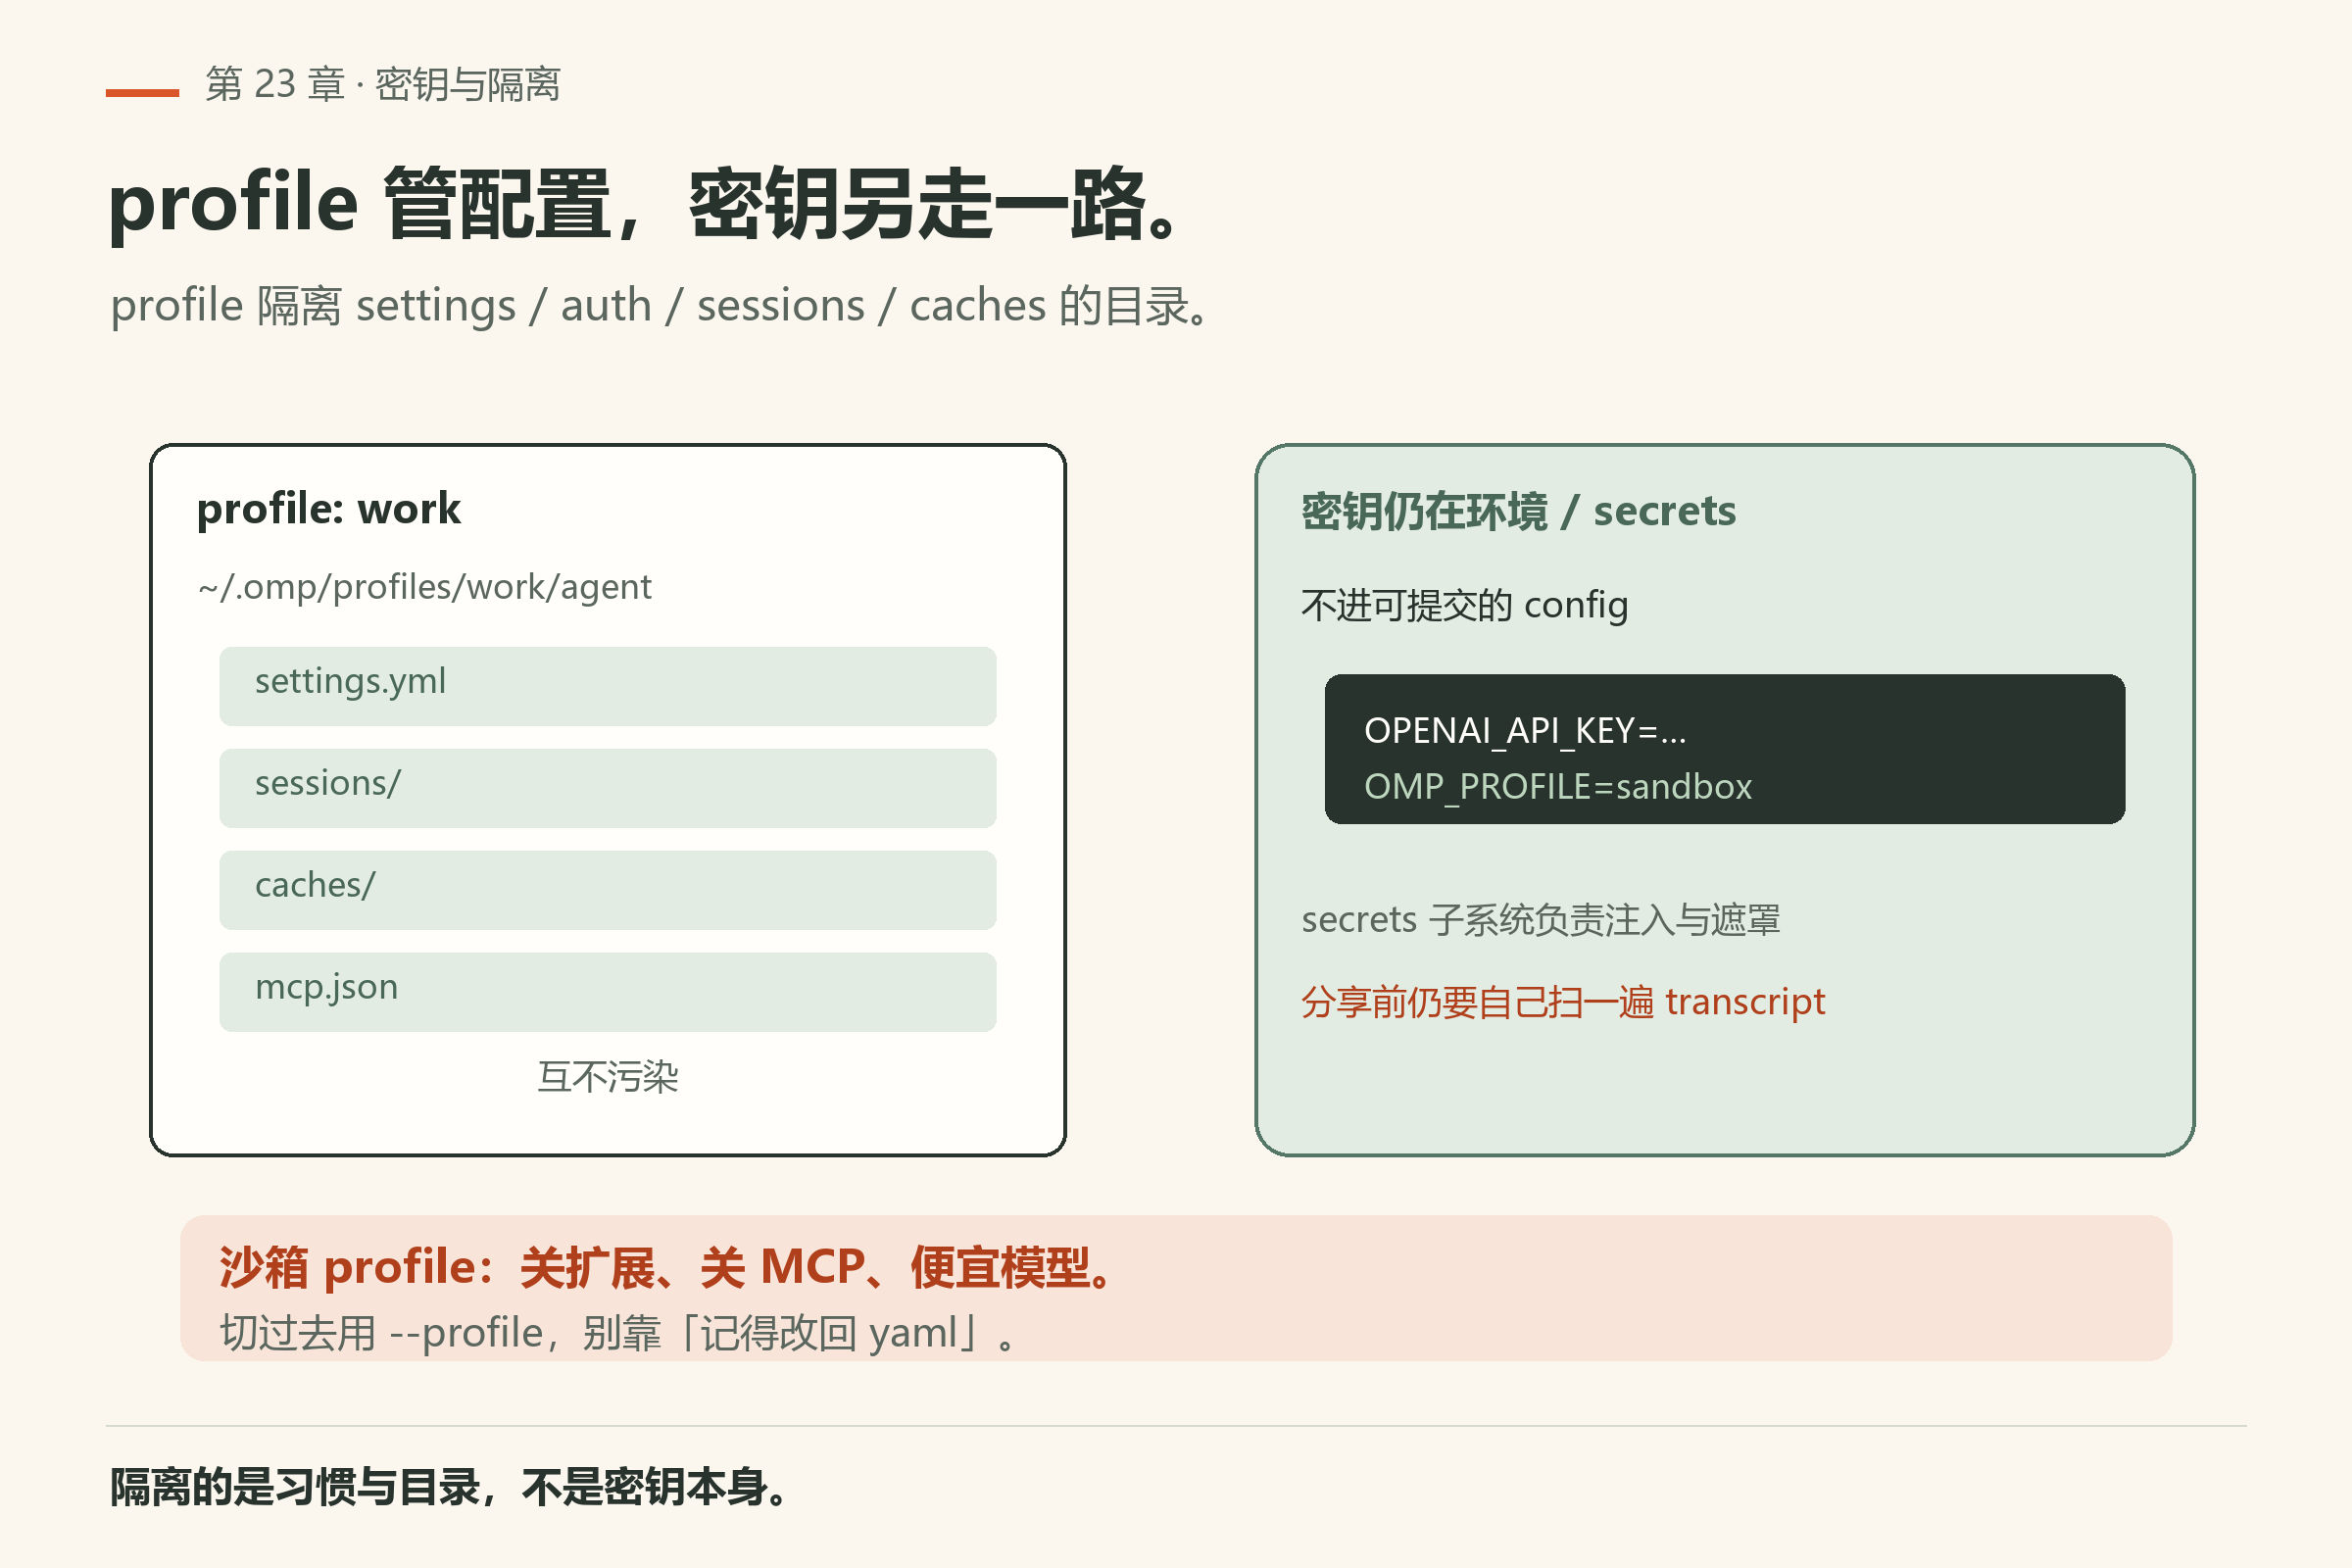 第 23 章 · 密钥与隔离
profile 管配置，密钥另走一路。
profile 隔离 settings / auth / sessions / caches 的目录。
profile: work
~/.omp/profiles/work/agent
settings.yml
sessions/
caches/
mcp.json
互不污染
密钥仍在环境 / secrets
不进可提交的 config
OPENAI_API_KEY=…
OMP_PROFILE=sandbox
secrets 子系统负责注入与遮罩
分享前仍要自己扫一遍 transcript
沙箱 profile：关扩展、关 MCP、便宜模型。
切过去用 --profile，别靠「记得改回 yaml」。
隔离的是习惯与目录，不是密钥本身。